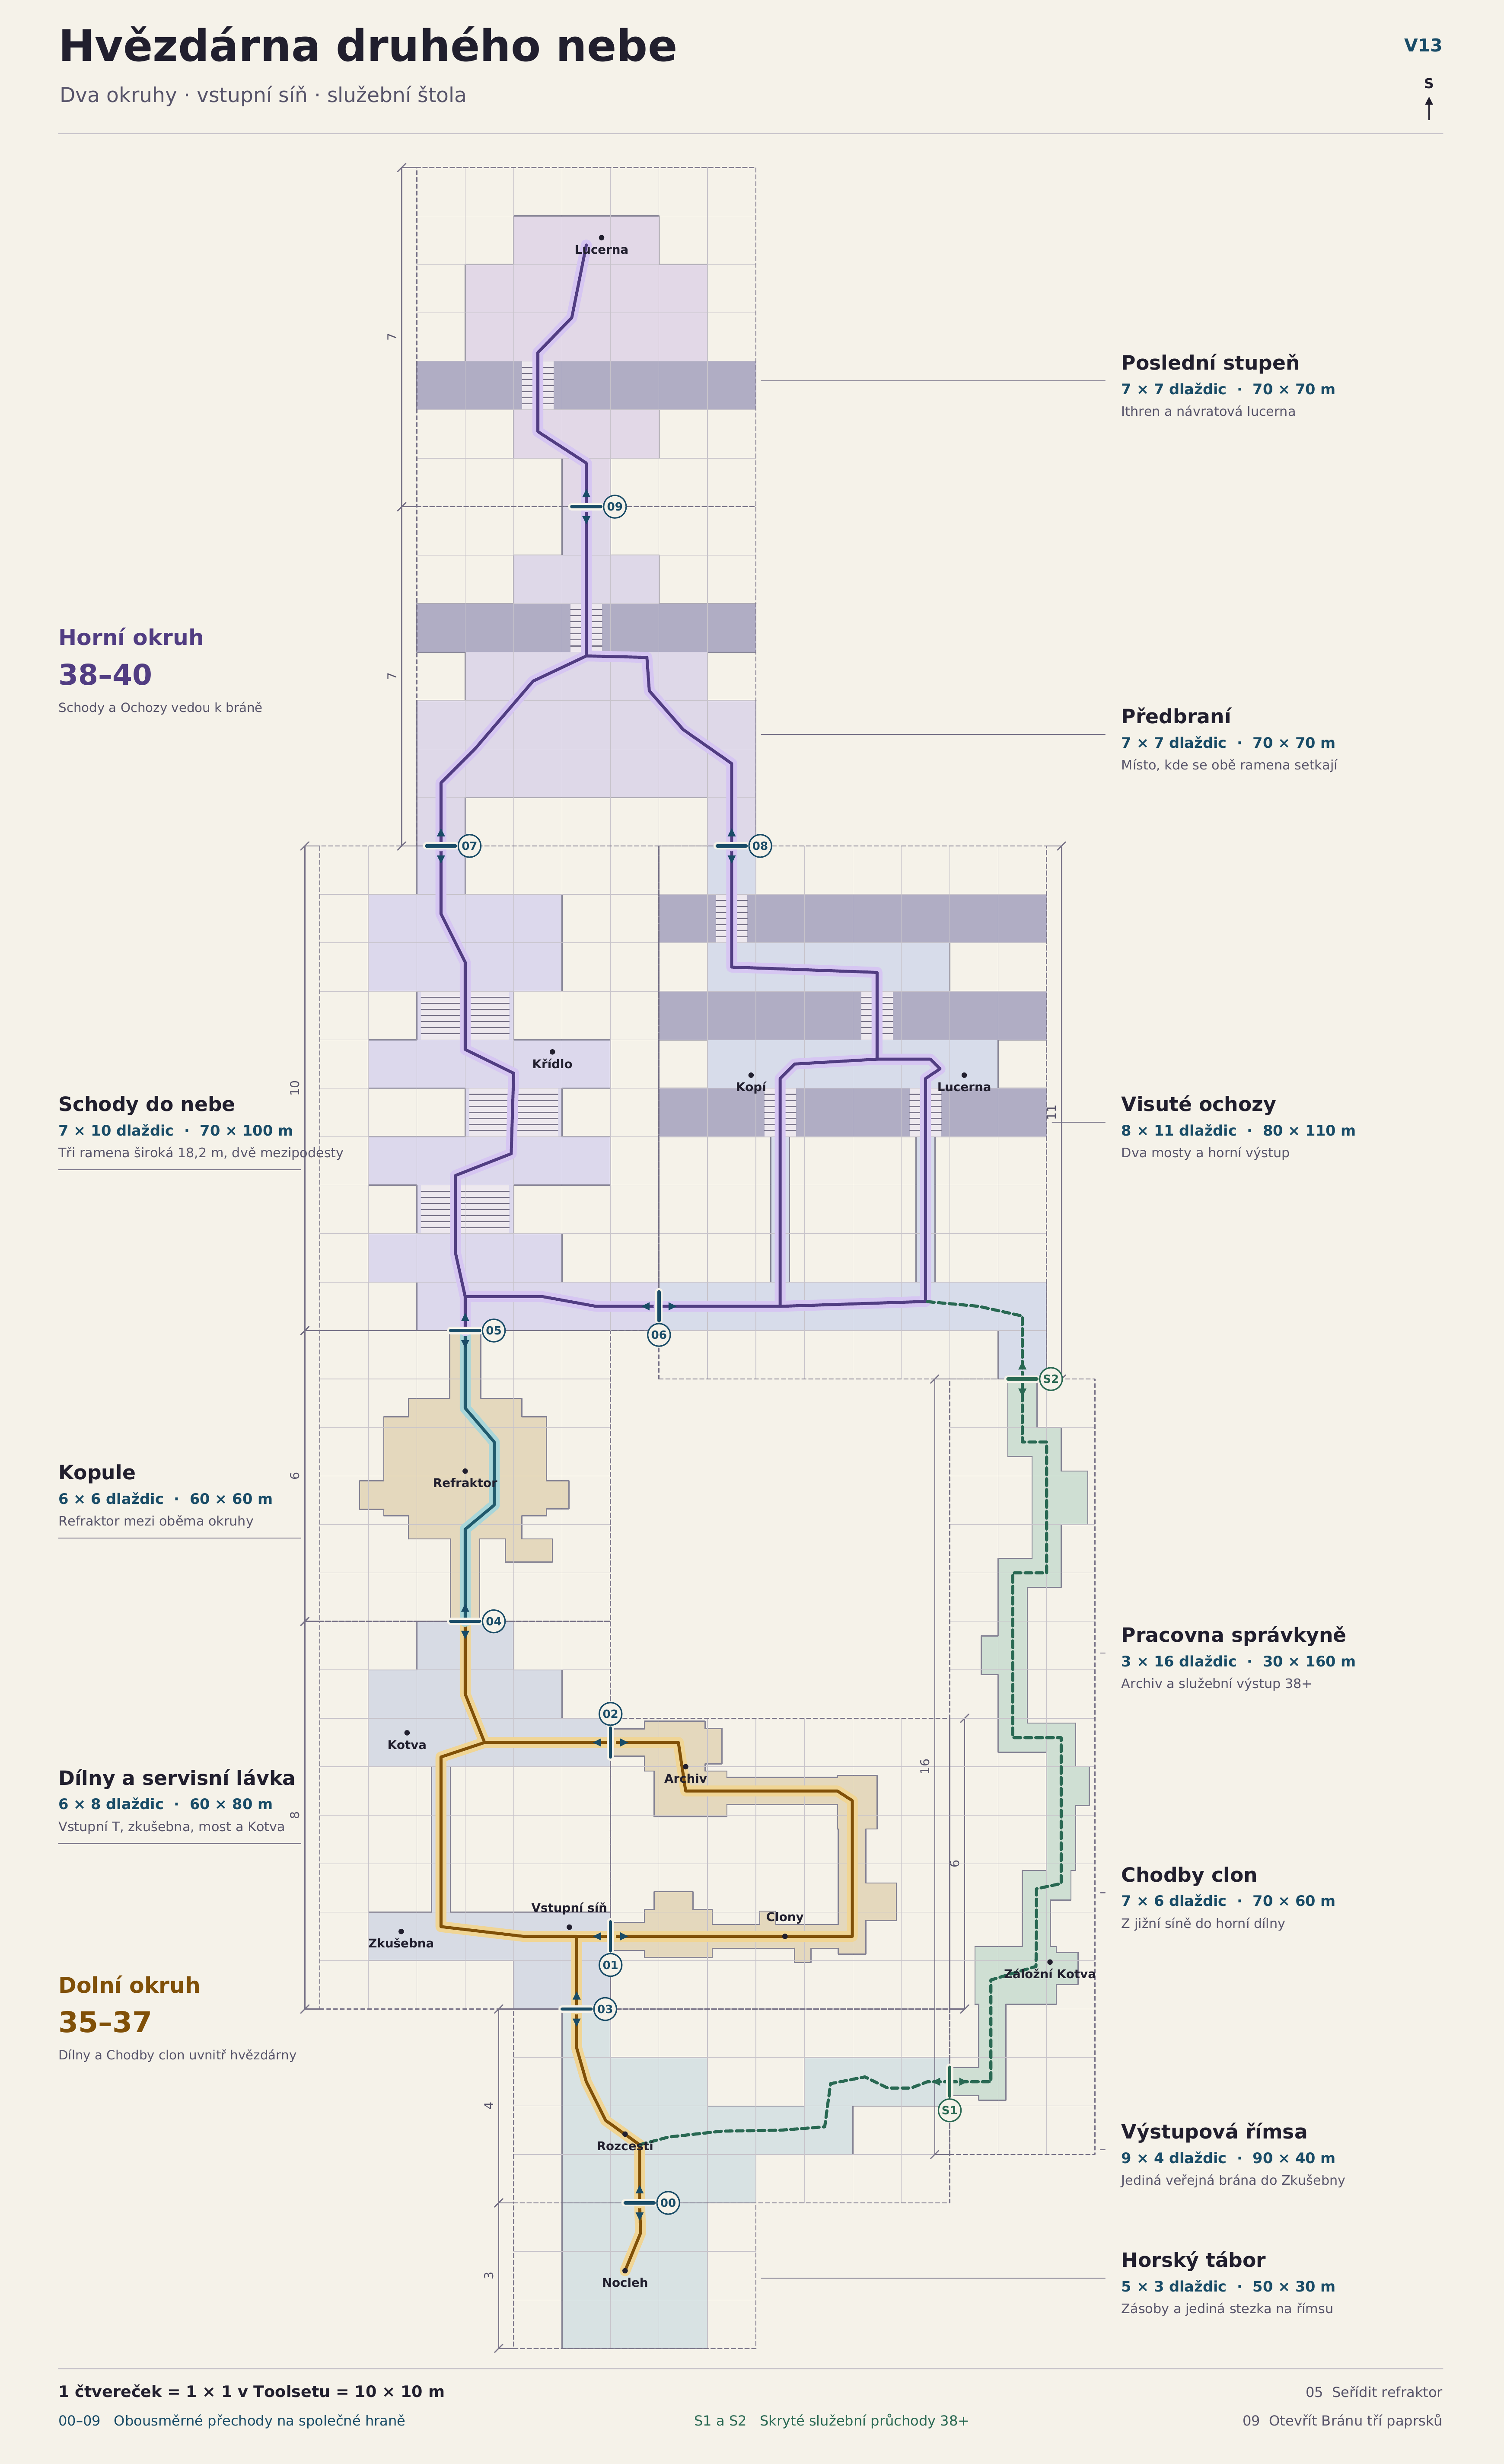 Hvězdárna druhého nebe
V13
Dva okruhy · vstupní síň · služební štola
S
Lucerna
7
Poslední stupeň
7 × 7 dlaždic · 70 × 70 m
Ithren a návratová lucerna
09
Horní okruh
38–40
Schody a Ochozy vedou k bráně
7
Předbraní
7 × 7 dlaždic · 70 × 70 m
Místo, kde se obě ramena setkají
07
08
Křídlo
Kopí
Lucerna
10
11
Schody do nebe
7 × 10 dlaždic · 70 × 100 m
Tři ramena široká 18,2 m, dvě mezipodesty
Visuté ochozy
8 × 11 dlaždic · 80 × 110 m
Dva mosty a horní výstup
05
06
S2
Refraktor
Kopule
6 × 6 dlaždic · 60 × 60 m
Refraktor mezi oběma okruhy
6
04
Pracovna správkyně
3 × 16 dlaždic · 30 × 160 m
Archiv a služební výstup 38+
02
Kotva
Archiv
16
Dílny a servisní lávka
6 × 8 dlaždic · 60 × 80 m
Vstupní T, zkušebna, most a Kotva
8
6
Chodby clon
7 × 6 dlaždic · 70 × 60 m
Z jižní síně do horní dílny
Vstupní síň
Clony
Zkušebna
01
Záložní Kotva
Dolní okruh
35–37
Dílny a Chodby clon uvnitř hvězdárny
03
4
S1
Rozcestí
Výstupová římsa
9 × 4 dlaždic · 90 × 40 m
Jediná veřejná brána do Zkušebny
00
3
Nocleh
Horský tábor
5 × 3 dlaždic · 50 × 30 m
Zásoby a jediná stezka na římsu
1 čtvereček = 1 × 1 v Toolsetu = 10 × 10 m
05 Seřídit refraktor
00–09 Obousměrné přechody na společné hraně
S1 a S2 Skryté služební průchody 38+
09 Otevřít Bránu tří paprsků